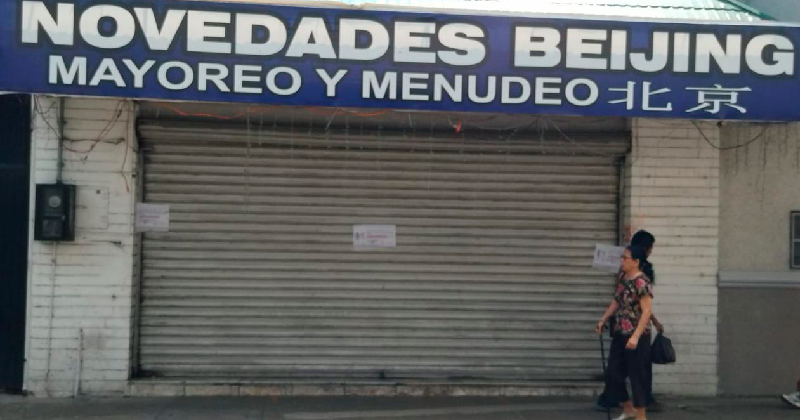 NOVEDADES BEIJING
MAYOREO Y MENUDEO 北京